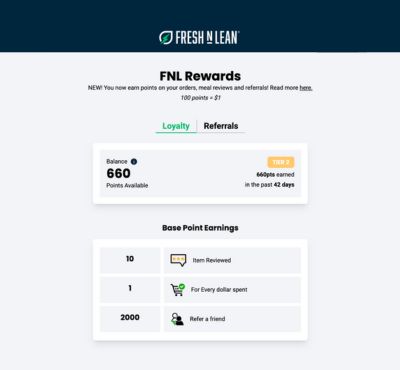 FRESH N LEAN
FNL Rewards
NEW! You now earn points on your orders, meal reviews and referrals! Read more here.
100 points = $1
Loyalty Referrals
Balance i
660
Points Available
TIER 2
660pts earned
in the past 42 days
Base Point Earnings
10 Item Reviewed
1 For Every dollar spent
2000 Refer a friend